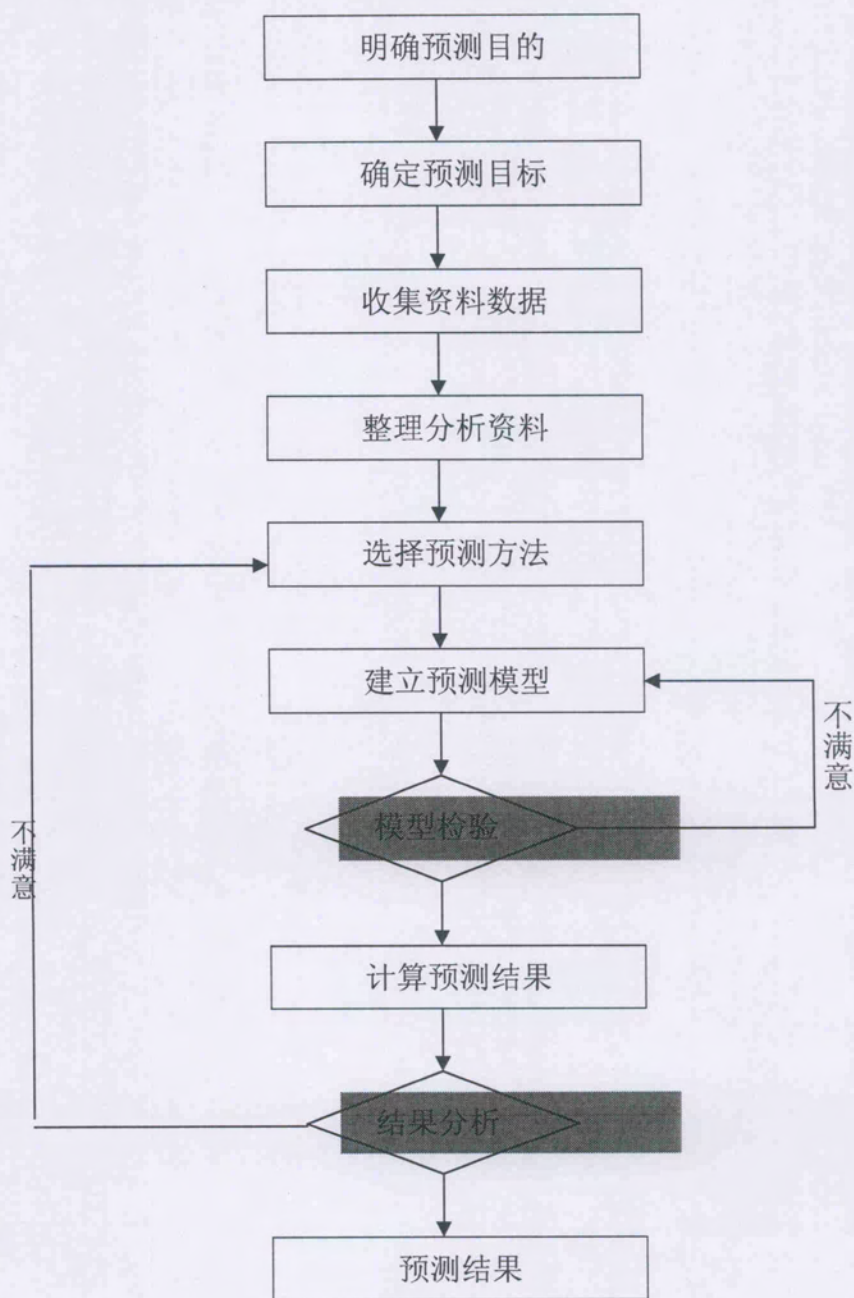 明确预测目的
确定预测目标
收集资料数据
整理分析资料
选择预测方法
建立预测模型
不满意
模型检验
不满意
计算预测结果
结果分析
预测结果